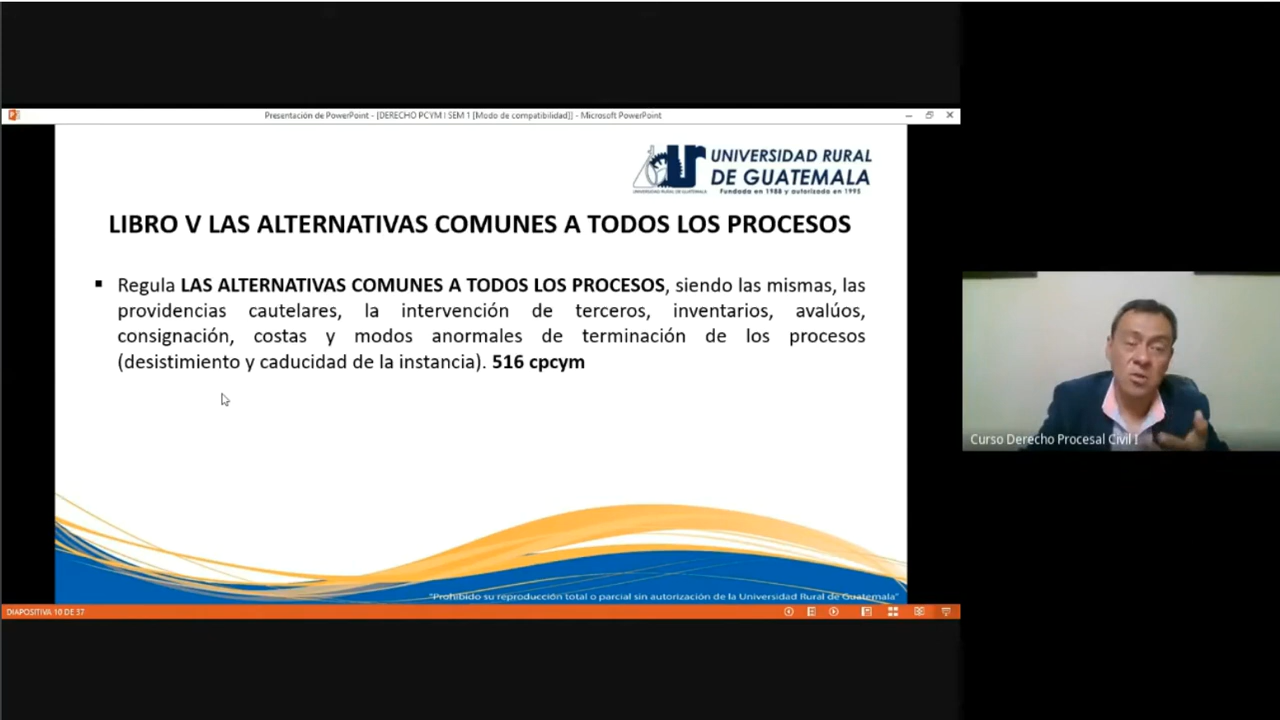 Presentación de PowerPoint - [DERECHO PCYM I SEM 1 [Modo de compatibilidad]] - Microsoft PowerPoint
UNIVERSIDAD RURAL
DE GUATEMALA
Fundada en 1988 y autorizada en 1995
UNIVERSIDAD RURAL DE GUATEMALA
LIBRO V LAS ALTERNATIVAS COMUNES A TODOS LOS PROCESOS
▪ Regula LAS ALTERNATIVAS COMUNES A TODOS LOS PROCESOS, siendo las mismas, las
providencias cautelares, la intervención de terceros, inventarios, avalúos,
consignación, costas y modos anormales de terminación de los procesos
(desistimiento y caducidad de la instancia). 516 cpcym
Curso Derecho Procesal Civil I
"Prohibido su reproducción total o parcial sin autorización de la Universidad Rural de Guatemala"
DIAPOSITIVA 10 DE 37